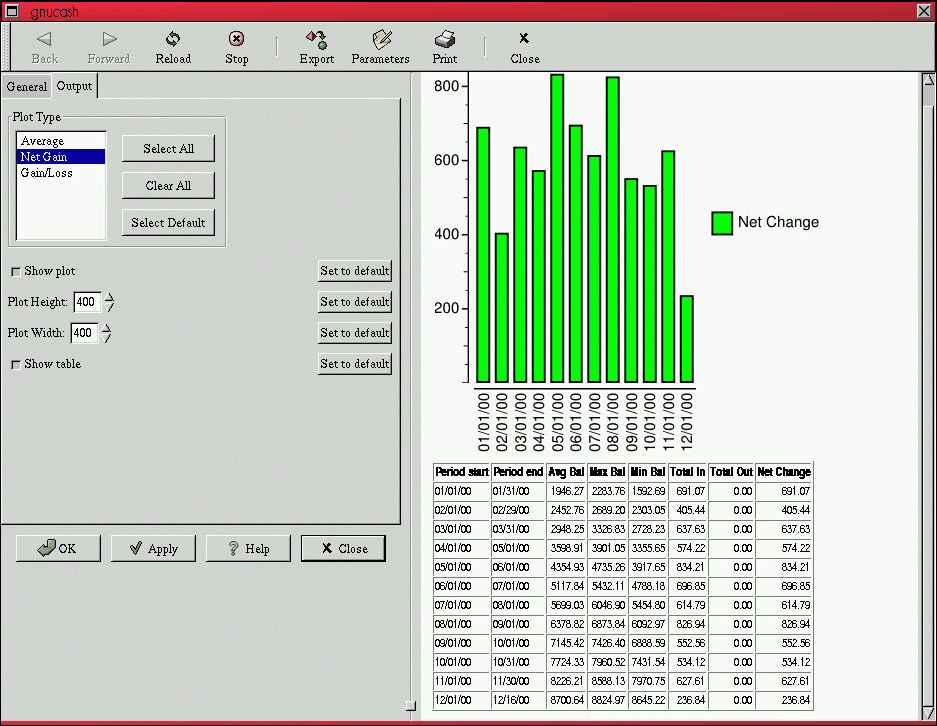 gnucash
Back Forward Reload Stop Export Parameters Print Close
General Output
Plot Type
Average
Net Gain
Gain/Loss
Select All
Clear All
Select Default
Show plot Set to default
Plot Height: 400 Set to default
Plot Width: 400 Set to default
Show table Set to default
OK Apply Help Close
800
600
400
200
Net Change
01/01/00 02/01/00 03/01/00 04/01/00 05/01/00 06/01/00 07/01/00 08/01/00 09/01/00 10/01/00 11/01/00 12/01/00
Period start Period end Avg Bal Max Bal Min Bal Total In Total Out Net Change
01/01/00 01/31/00 1946.27 2283.76 1592.69 691.07 0.00 691.07
02/01/00 02/29/00 2452.76 2689.20 2303.05 405.44 0.00 405.44
03/01/00 03/31/00 2948.25 3326.83 2728.23 637.63 0.00 637.63
04/01/00 05/01/00 3598.91 3901.05 3355.65 574.22 0.00 574.22
05/01/00 06/01/00 4354.93 4735.26 3917.65 834.21 0.00 834.21
06/01/00 07/01/00 5117.84 5432.11 4788.18 696.85 0.00 696.85
07/01/00 08/01/00 5699.03 6046.90 5454.80 614.79 0.00 614.79
08/01/00 09/01/00 6378.82 6873.84 6092.97 826.94 0.00 826.94
09/01/00 10/01/00 7145.42 7426.40 6888.59 552.56 0.00 552.56
10/01/00 10/31/00 7724.33 7960.52 7431.54 534.12 0.00 534.12
11/01/00 11/30/00 8226.21 8588.13 7970.75 627.61 0.00 627.61
12/01/00 12/16/00 8700.64 8824.97 8645.22 236.84 0.00 236.84